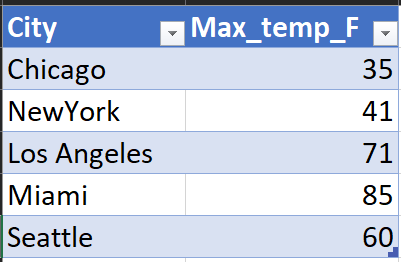 City Max_temp_F
Chicago 35
NewYork 41
Los Angeles 71
Miami 85
Seattle 60